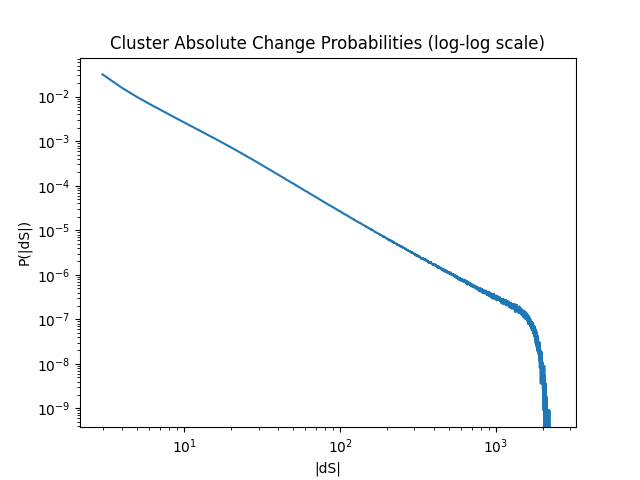 Cluster Absolute Change Probabilities (log-log scale)
P(|dS|)
10⁻²
10⁻³
10⁻⁴
10⁻⁵
10⁻⁶
10⁻⁷
10⁻⁸
10⁻⁹
10¹ 10² 10³
|dS|